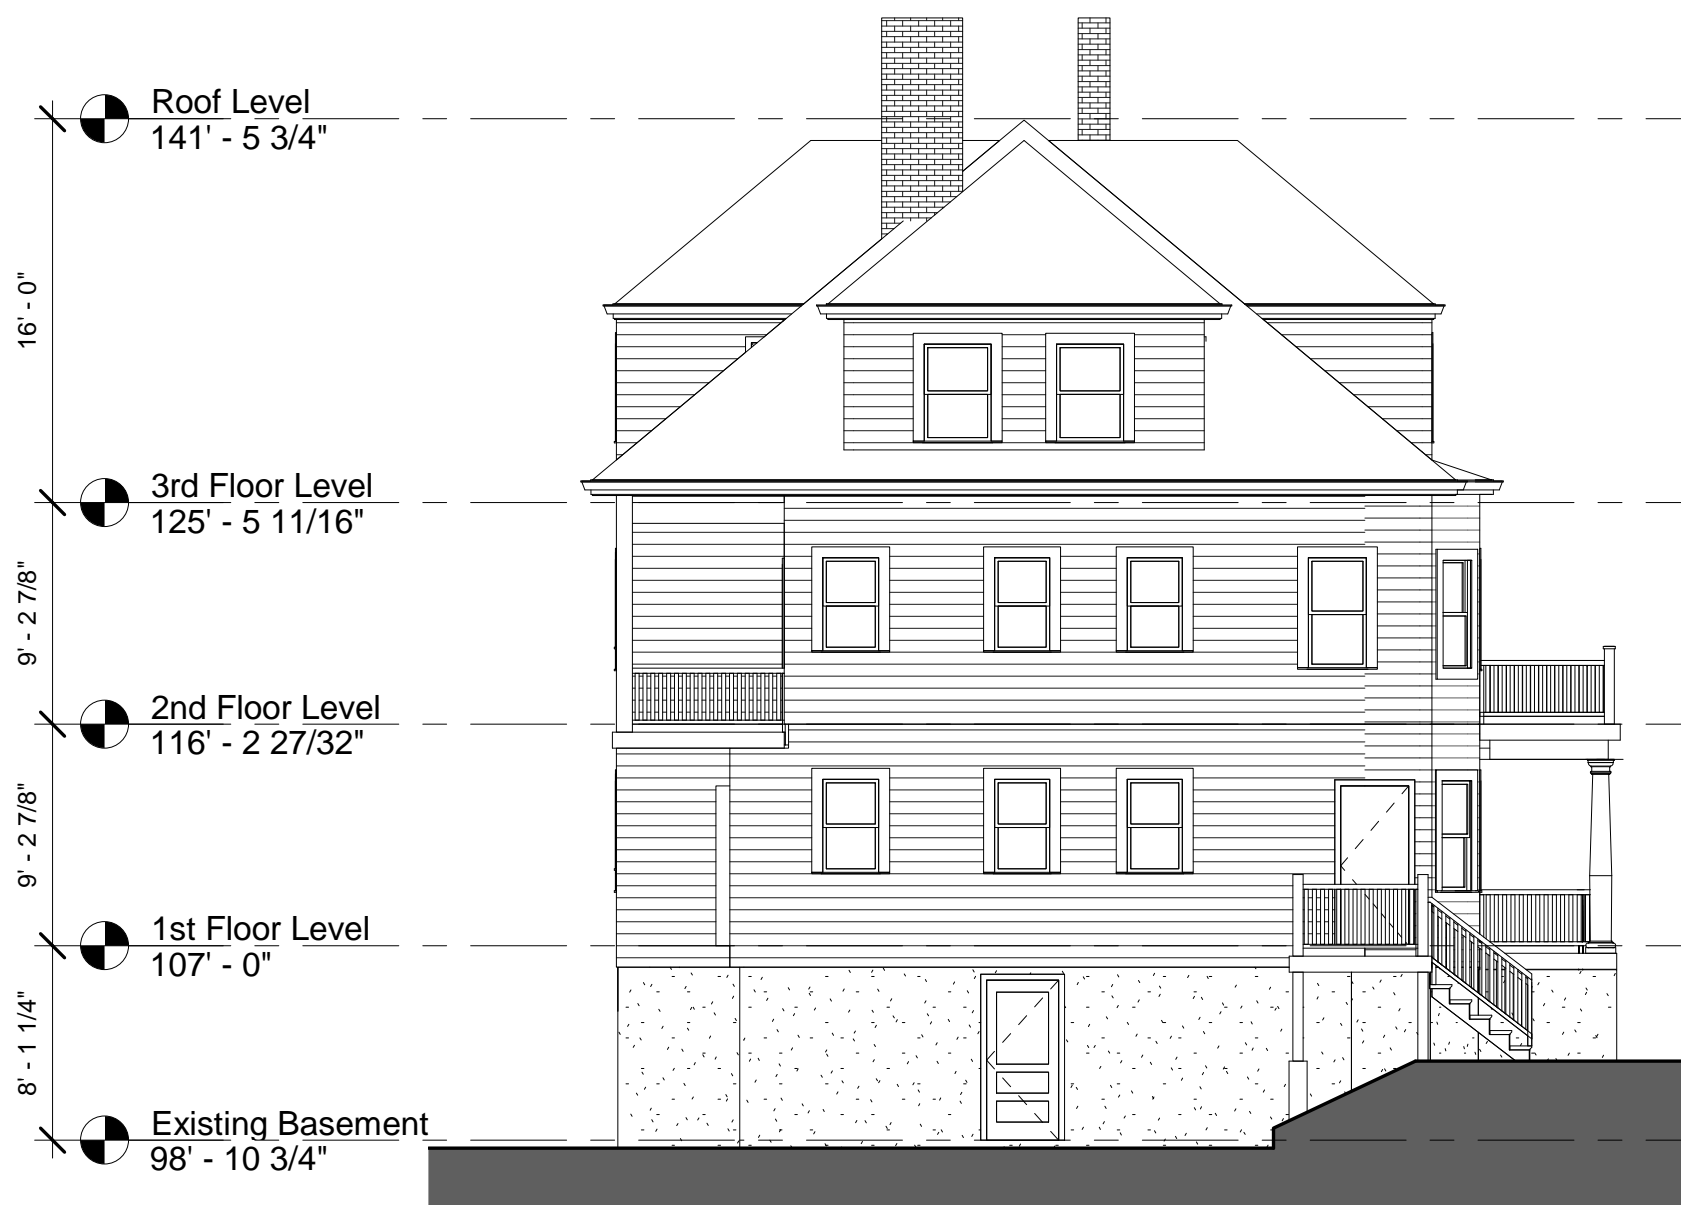 Roof Level
141' - 5 3/4"
16' - 0"
3rd Floor Level
125' - 5 11/16"
9' - 2 7/8"
2nd Floor Level
116' - 2 27/32"
9' - 2 7/8"
1st Floor Level
107' - 0"
8' - 1 1/4"
Existing Basement
98' - 10 3/4"